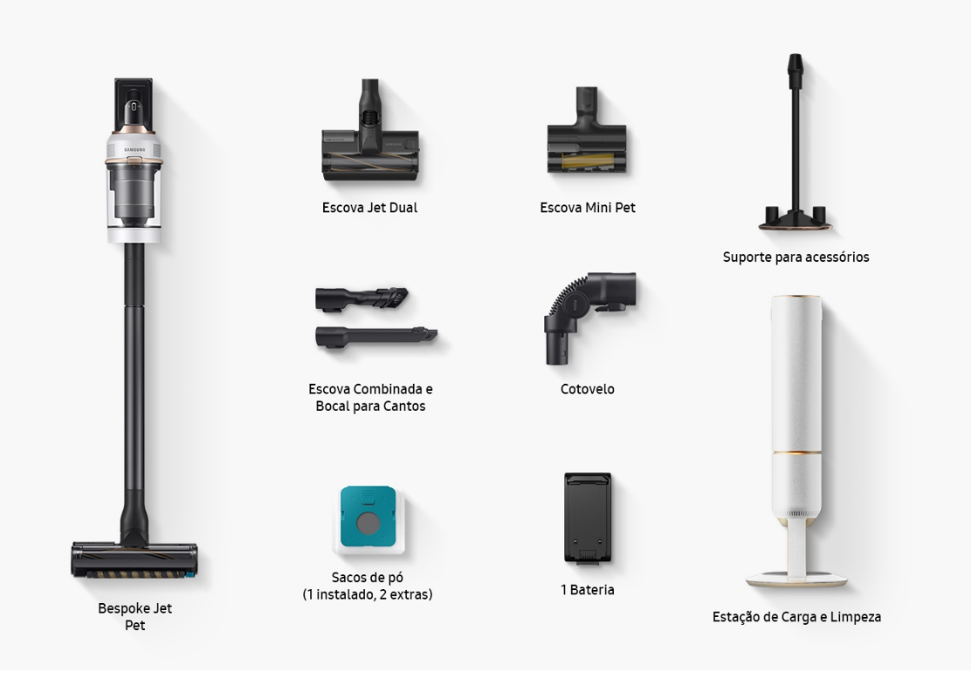 SAMSUNG
Escova Jet Dual
Escova Mini Pet
Suporte para acessórios
Escova Combinada e
Bocal para Cantos
Cotovelo
Sacos de pó
(1 instalado, 2 extras)
1 Bateria
Bespoke Jet
Pet
Estação de Carga e Limpeza